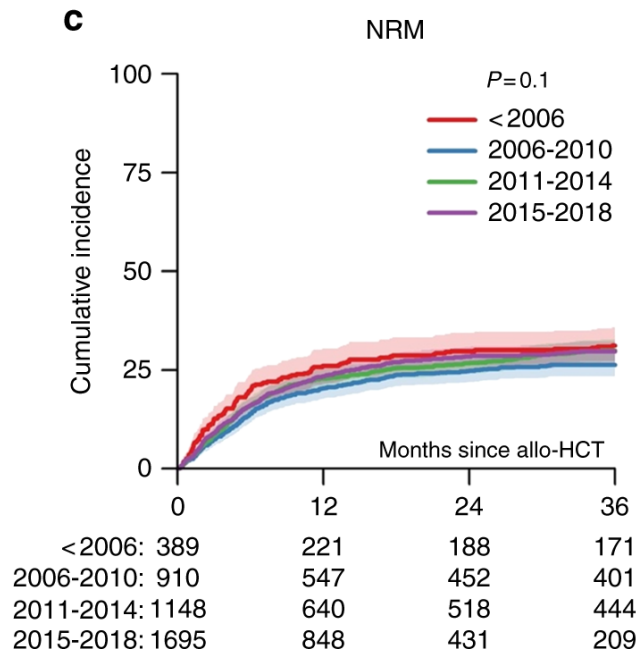 c
NRM
100
75
50
25
0
Cumulative incidence
P=0.1
<2006
2006-2010
2011-2014
2015-2018
Months since allo-HCT
0 12 24 36
<2006: 389 221 188 171
2006-2010: 910 547 452 401
2011-2014: 1148 640 518 444
2015-2018: 1695 848 431 209